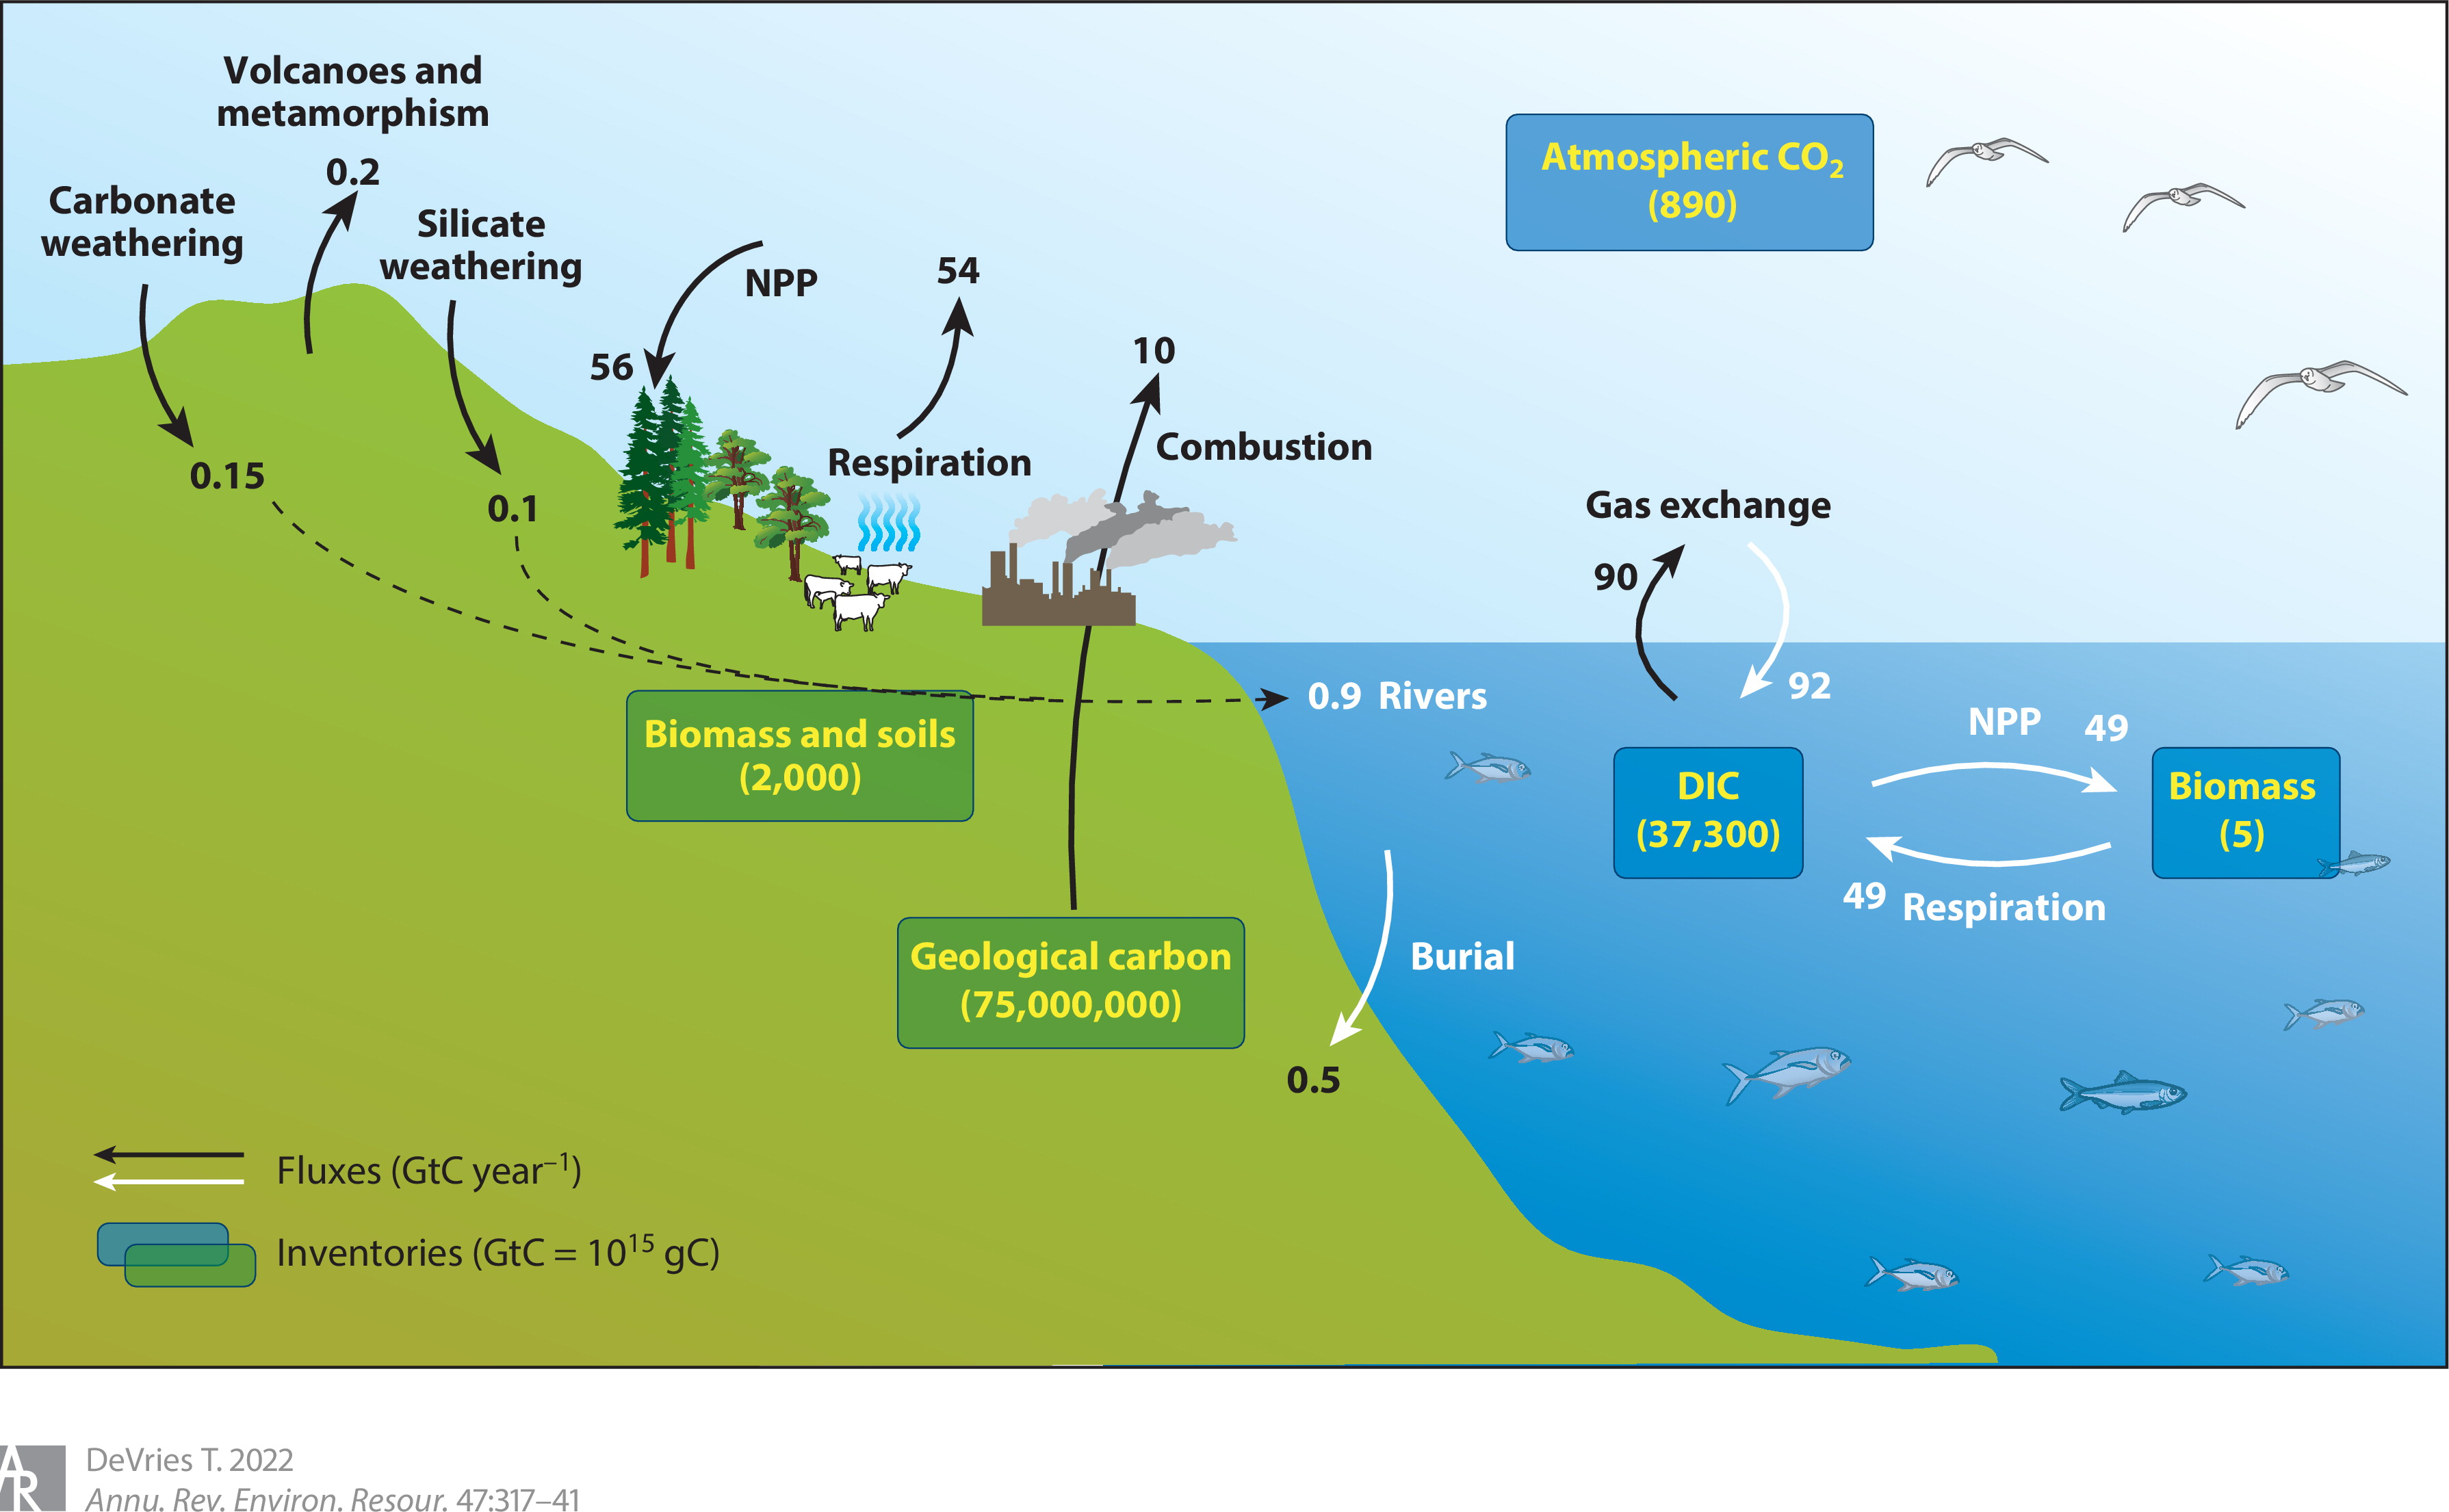 Volcanoes and
metamorphism
0.2
Carbonate
weathering
Silicate
weathering
NPP
54
56
10
Respiration
Combustion
0.15
0.1
Atmospheric CO₂
(890)
Gas exchange
90
92
0.9 Rivers
NPP 49
Biomass and soils
(2,000)
DIC
(37,300)
Biomass
(5)
49 Respiration
Geological carbon
(75,000,000)
Burial
0.5
Fluxes (GtC year⁻¹)
Inventories (GtC = 10¹⁵ gC)
AR
DeVries T. 2022
Annu. Rev. Environ. Resour. 47:317–41